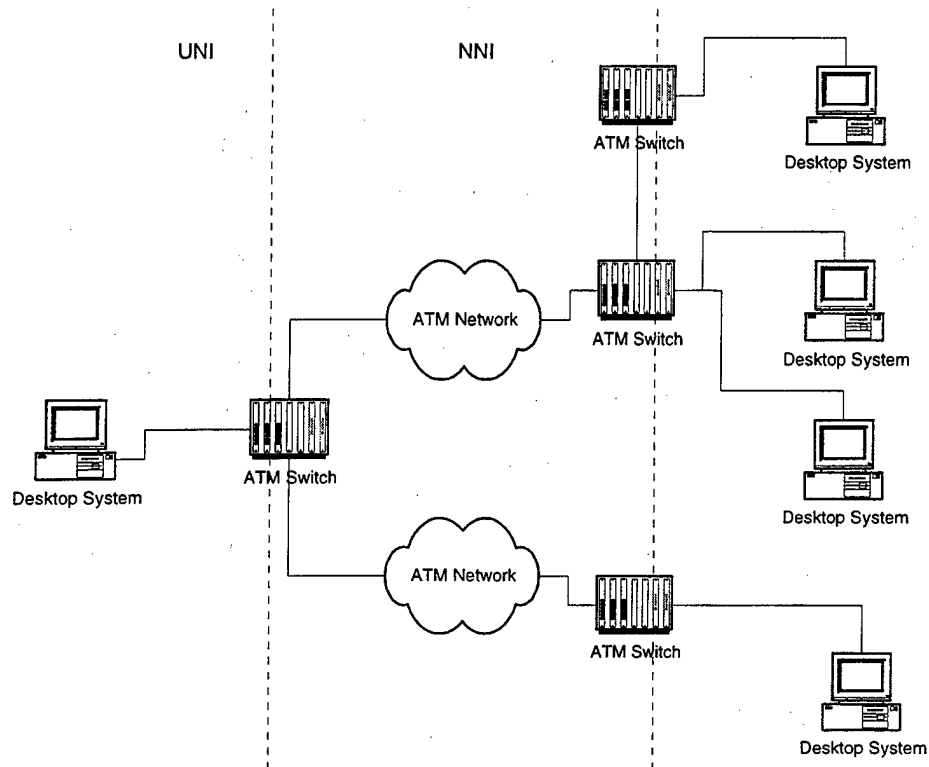 UNI
NNI
ATM Switch
Desktop System
ATM Network
ATM Switch
Desktop System
ATM Switch
Desktop System
Desktop System
ATM Network
ATM Switch
Desktop System